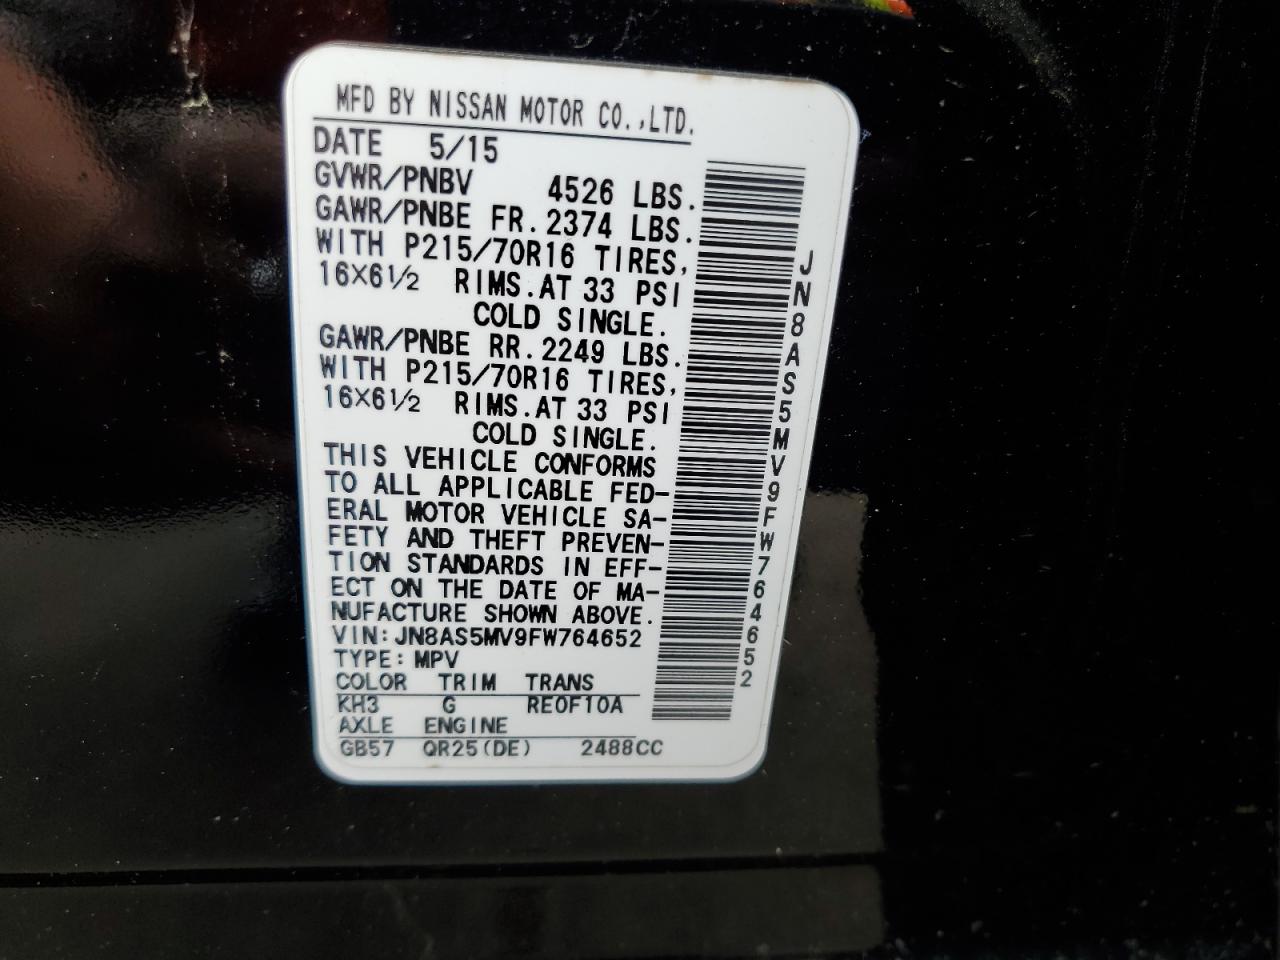 MFD BY NISSAN MOTOR CO.,LTD.
DATE 5/15
GVWR/PNBV 4526 LBS.
GAWR/PNBE FR. 2374 LBS.
WITH P215/70R16 TIRES,
16X6½ RIMS. AT 33 PSI
COLD SINGLE.
GAWR/PNBE RR. 2249 LBS.
WITH P215/70R16 TIRES,
16X6½ RIMS. AT 33 PSI
COLD SINGLE.
THIS VEHICLE CONFORMS
TO ALL APPLICABLE FED-
ERAL MOTOR VEHICLE SA-
FETY AND THEFT PREVEN-
TION STANDARDS IN EFF-
ECT ON THE DATE OF MA-
NUFACTURE SHOWN ABOVE.
VIN: JN8AS5MV9FW764652
TYPE: MPV
COLOR TRIM TRANS
KH3 G RE0F10A
AXLE ENGINE
GB57 QR25(DE) 2488CC
JN8AS5MV9FW764652